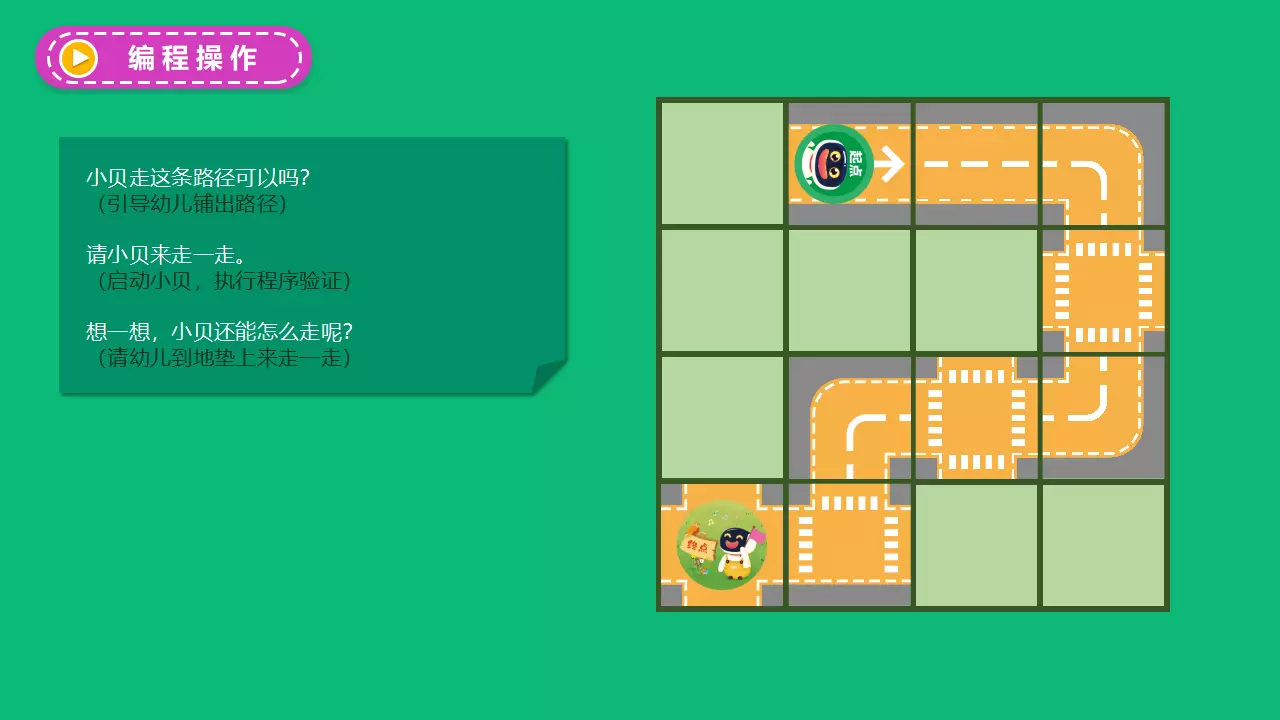 编程操作
小贝走这条路径可以吗?
（引导幼儿铺出路径）
请小贝来走一走。
（启动小贝，执行程序验证）
想一想，小贝还能怎么走呢?
（请幼儿到地垫上来走一走）
起点
终点